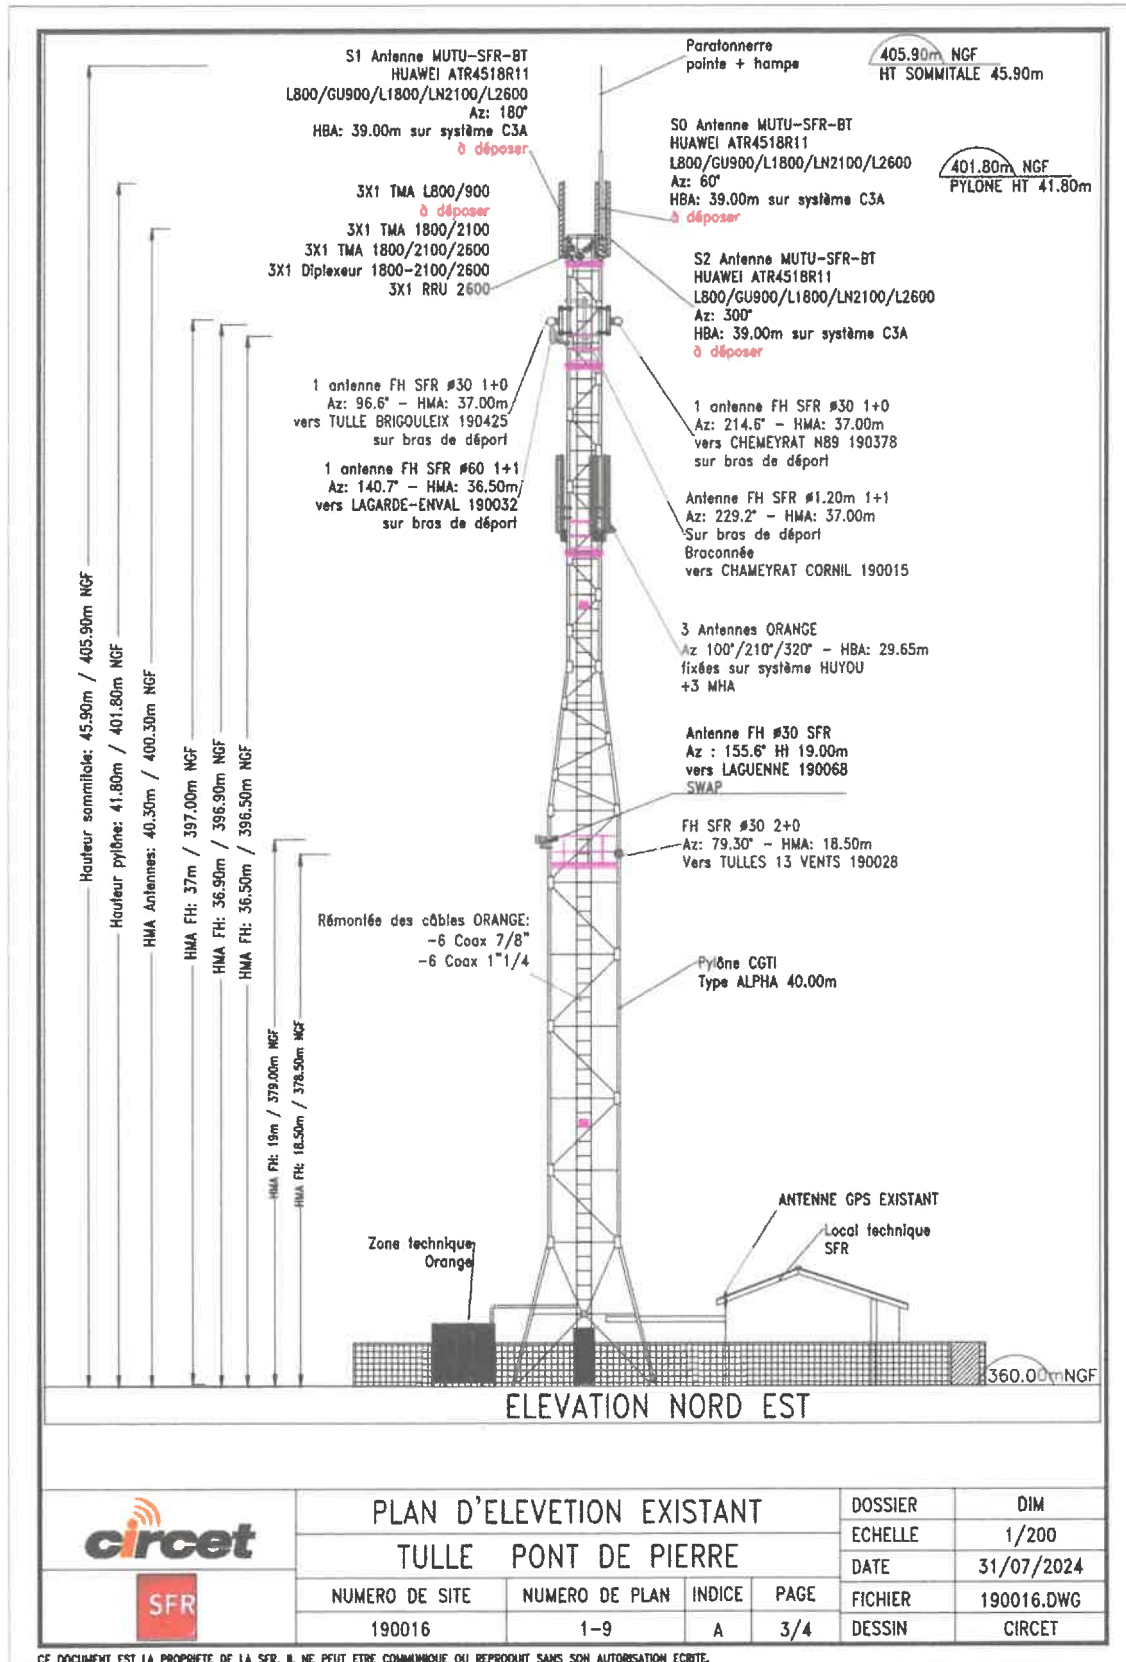 S1 Antenne MUTU-SFR-BT
HUAWEI ATR4518R11
L800/GU900/L1800/LN2100/L2600
Az: 180°
HBA: 39.00m sur système C3A
à déposer
Paratonnerre
pointe + hampe
405.90m NGF
HT SOMMITALE 45.90m
S0 Antenne MUTU-SFR-BT
HUAWEI ATR4518R11
L800/GU900/L1800/LN2100/L2600
Az: 60°
HBA: 39.00m sur système C3A
à déposer
401.80m NGF
PYLONE HT 41.80m
3X1 TMA L800/900
à déposer
3X1 TMA 1800/2100
3X1 TMA 1800/2100/2600
3X1 Diplexeur 1800-2100/2600
3X1 RRU 2600
S2 Antenne MUTU-SFR-BT
HUAWEI ATR4518R11
L800/GU900/L1800/LN2100/L2600
Az: 300°
HBA: 39.00m sur système C3A
à déposer
1 antenne FH SFR ø30 1+0
Az: 96.6° - HMA: 37.00m
vers TULLE BRIGOULEIX 190425
sur bras de déport
1 antenne FH SFR ø30 1+0
Az: 214.6° - HMA: 37.00m
vers CHEMEYRAT N89 190378
sur bras de déport
1 antenne FH SFR ø60 1+1
Az: 140.7° - HMA: 36.50m
vers LAGARDE-ENVAL 190032
sur bras de déport
Antenne FH SFR ø1.20m 1+1
Az: 229.2° - HMA: 37.00m
Sur bras de déport
Braconnée
vers CHAMEYRAT CORNIL 190015
3 Antennes ORANGE
Az 100°/210°/320° - HBA: 29.65m
fixées sur système HUYOU
+3 MHA
Antenne FH ø30 SFR
Az : 155.6° Ht 19.00m
vers LAGUENNE 190068
SWAP
FH SFR ø30 2+0
Az: 79.30° - HMA: 18.50m
Vers TULLES 13 VENTS 190028
Rémontée des câbles ORANGE:
-6 Coax 7/8"
-6 Coax 1"1/4
Pylône CGTI
Type ALPHA 40.00m
Hauteur sommitale: 45.90m / 405.90m NGF
Hauteur pylône: 41.80m / 401.80m NGF
HMA Antennes: 40.30m / 400.30m NGF
HMA FH: 37m / 397.00m NGF
HMA FH: 36.90m / 396.90m NGF
HMA FH: 36.50m / 396.50m NGF
HMA FH: 19m / 379.00m NGF
HMA FH: 18.50m / 378.50m NGF
ANTENNE GPS EXISTANT
Local technique
SFR
Zone technique
Orange
360.00mNGF
ELEVATION NORD EST
circet
SFR
PLAN D'ELEVETION EXISTANT
TULLE PONT DE PIERRE
NUMERO DE SITE NUMERO DE PLAN INDICE PAGE
190016 1-9 A 3/4
DOSSIER DIM
ECHELLE 1/200
DATE 31/07/2024
FICHIER 190016.DWG
DESSIN CIRCET
CE DOCUMENT EST LA PROPRIETE DE LA SFR. IL NE PEUT ETRE COMMUNIQUE OU REPRODUIT SANS SON AUTORISATION ECRITE.